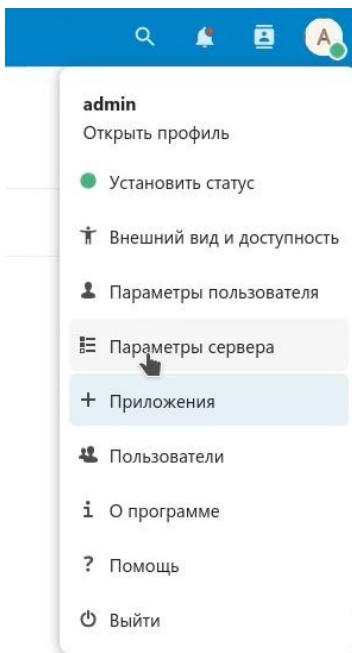 A
admin
Открыть профиль
Установить статус
Внешний вид и доступность
Параметры пользователя
Параметры сервера
Приложения
Пользователи
О программе
Помощь
Выйти